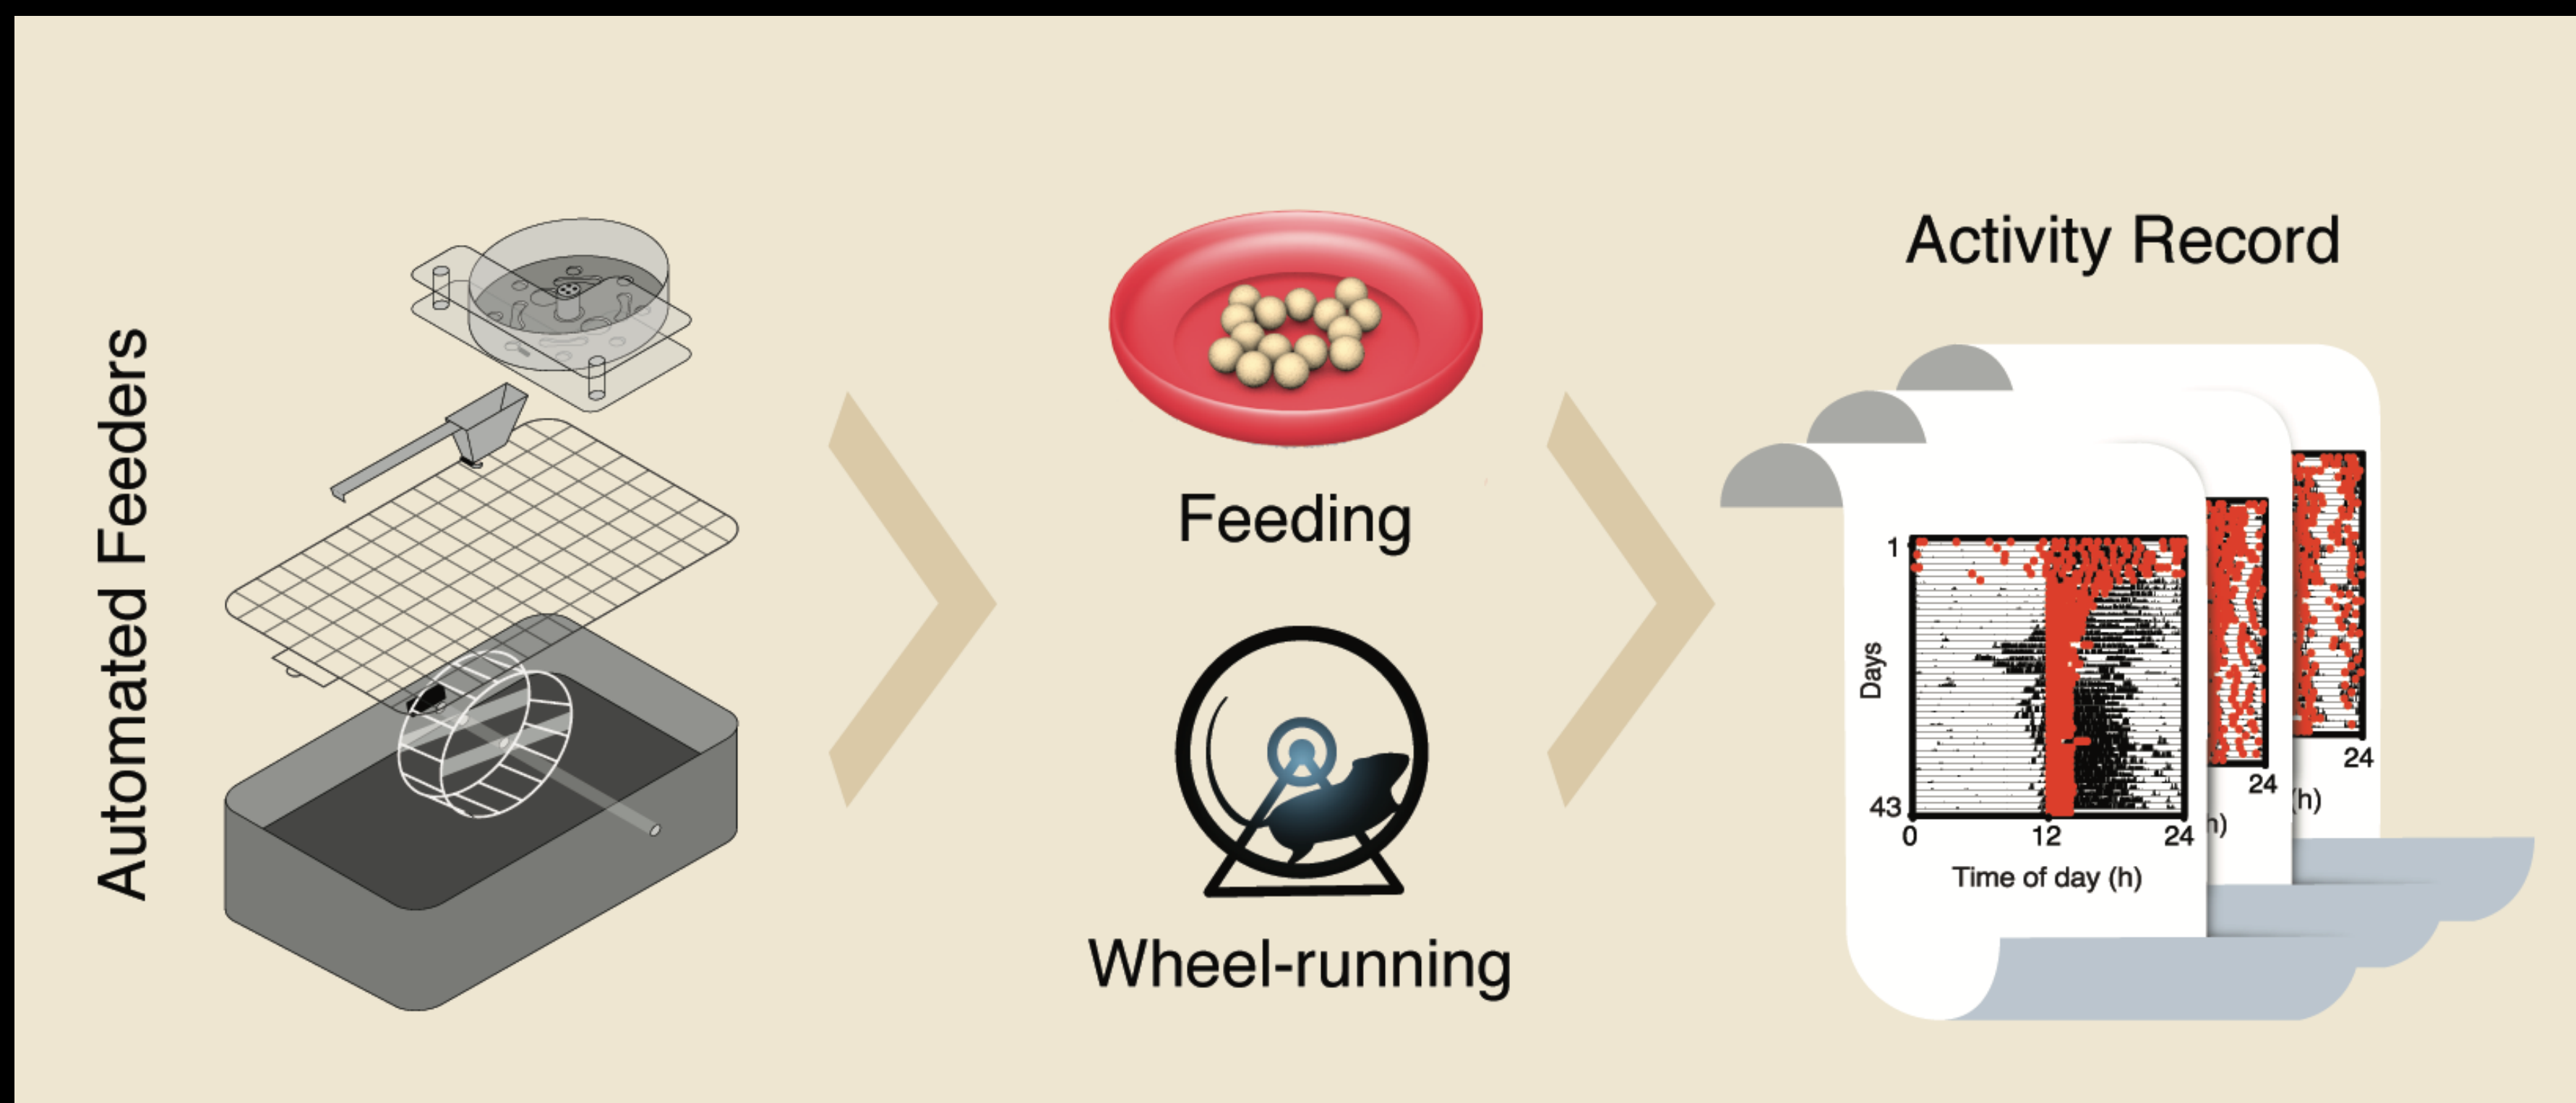 Automated Feeders
Feeding
Wheel-running
Activity Record
1
Days
43
0 12 24
Time of day (h)
24
h)
24
(h)